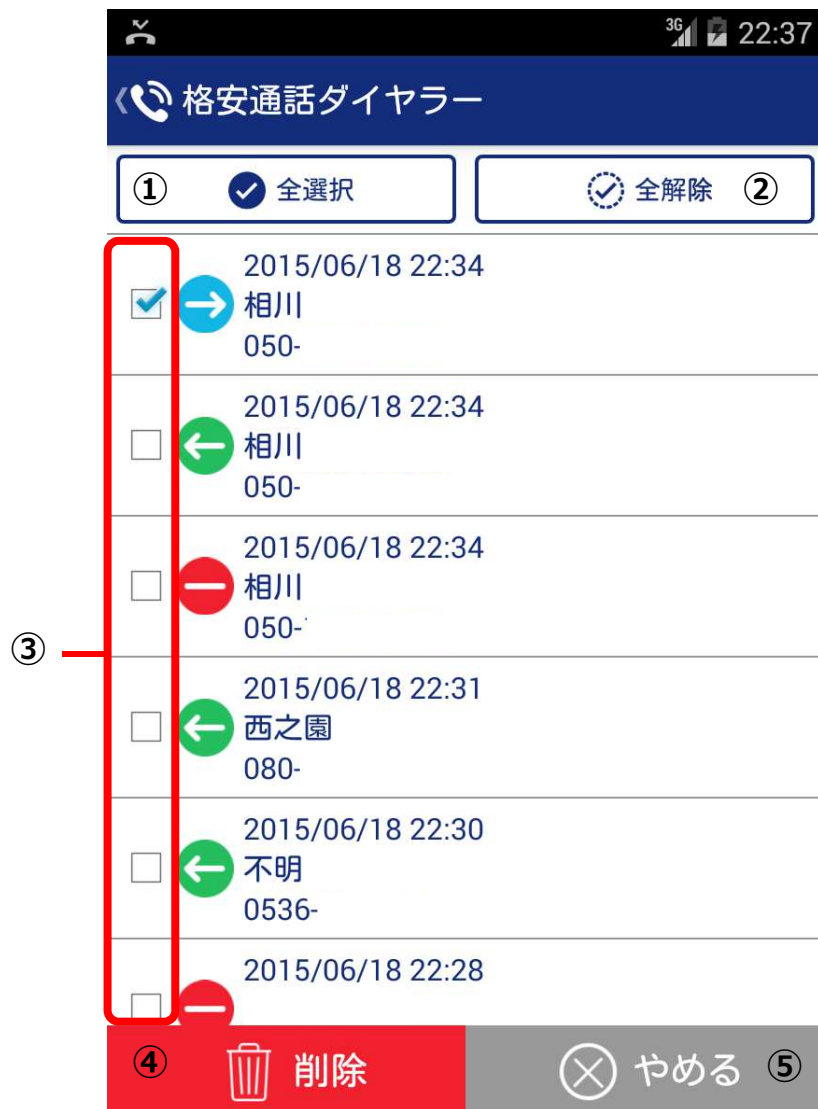 3G 22:37
格安通話ダイヤラー
① 全選択 全解除 ②
2015/06/18 22:34
相川
050-
2015/06/18 22:34
相川
050-
2015/06/18 22:34
相川
050-
③
2015/06/18 22:31
西之園
080-
2015/06/18 22:30
不明
0536-
2015/06/18 22:28
④ 削除 やめる ⑤